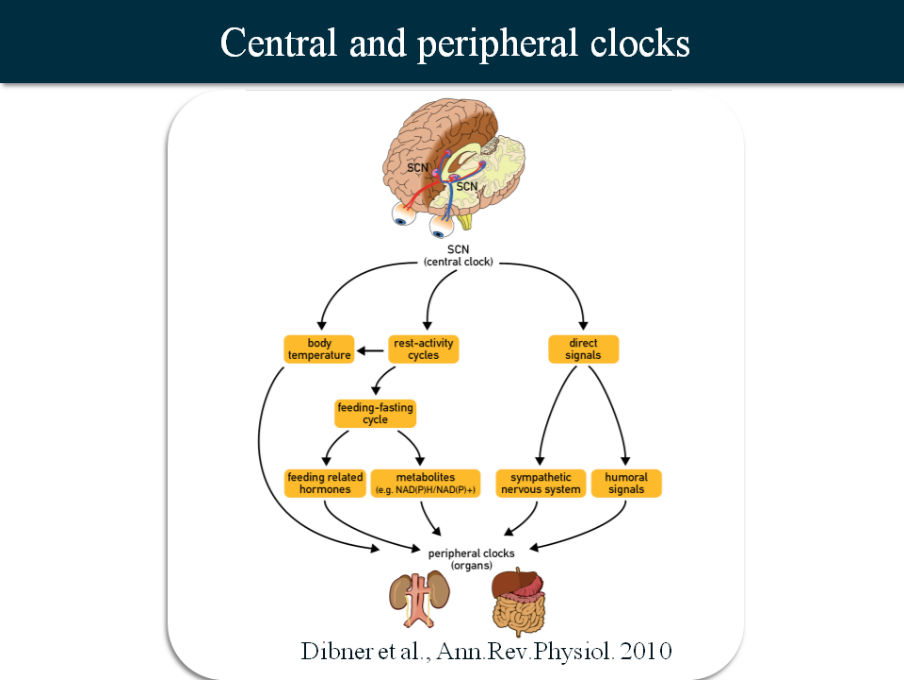 Central and peripheral clocks
SCN
SCN
SCN
(central clock)
body
temperature
rest-activity
cycles
direct
signals
feeding-fasting
cycle
feeding related
hormones
metabolites
(e.g. NAD(P)H/NAD(P)+)
sympathetic
nervous system
humoral
signals
peripheral clocks
(organs)
Dibner et al., Ann.Rev.Physiol. 2010